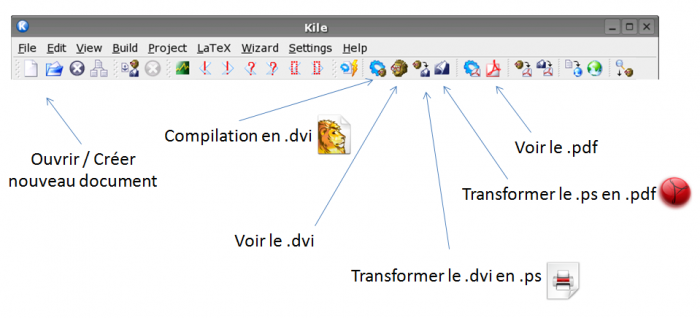 Kile
File Edit View Build Project LaTeX Wizard Settings Help
Compilation en .dvi
Ouvrir / Créer
nouveau document
Voir le .pdf
Transformer le .ps en .pdf
Voir le .dvi
Transformer le .dvi en .ps